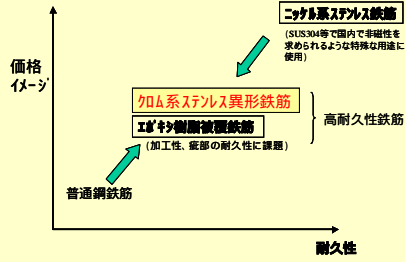 ﾆｯｹﾙ系ｽﾃﾝﾚｽ鉄筋
(SUS304等で国内で非磁性を
求められるような特殊な用途に
使用)
価格
ｲﾒｰｼﾞ
ｸﾛﾑ系ｽﾃﾝﾚｽ異形鉄筋
ｴﾎﾟｷｼ樹脂被覆鉄筋
(加工性、疵部の耐久性に課題)
高耐久性鉄筋
普通鋼鉄筋
耐久性